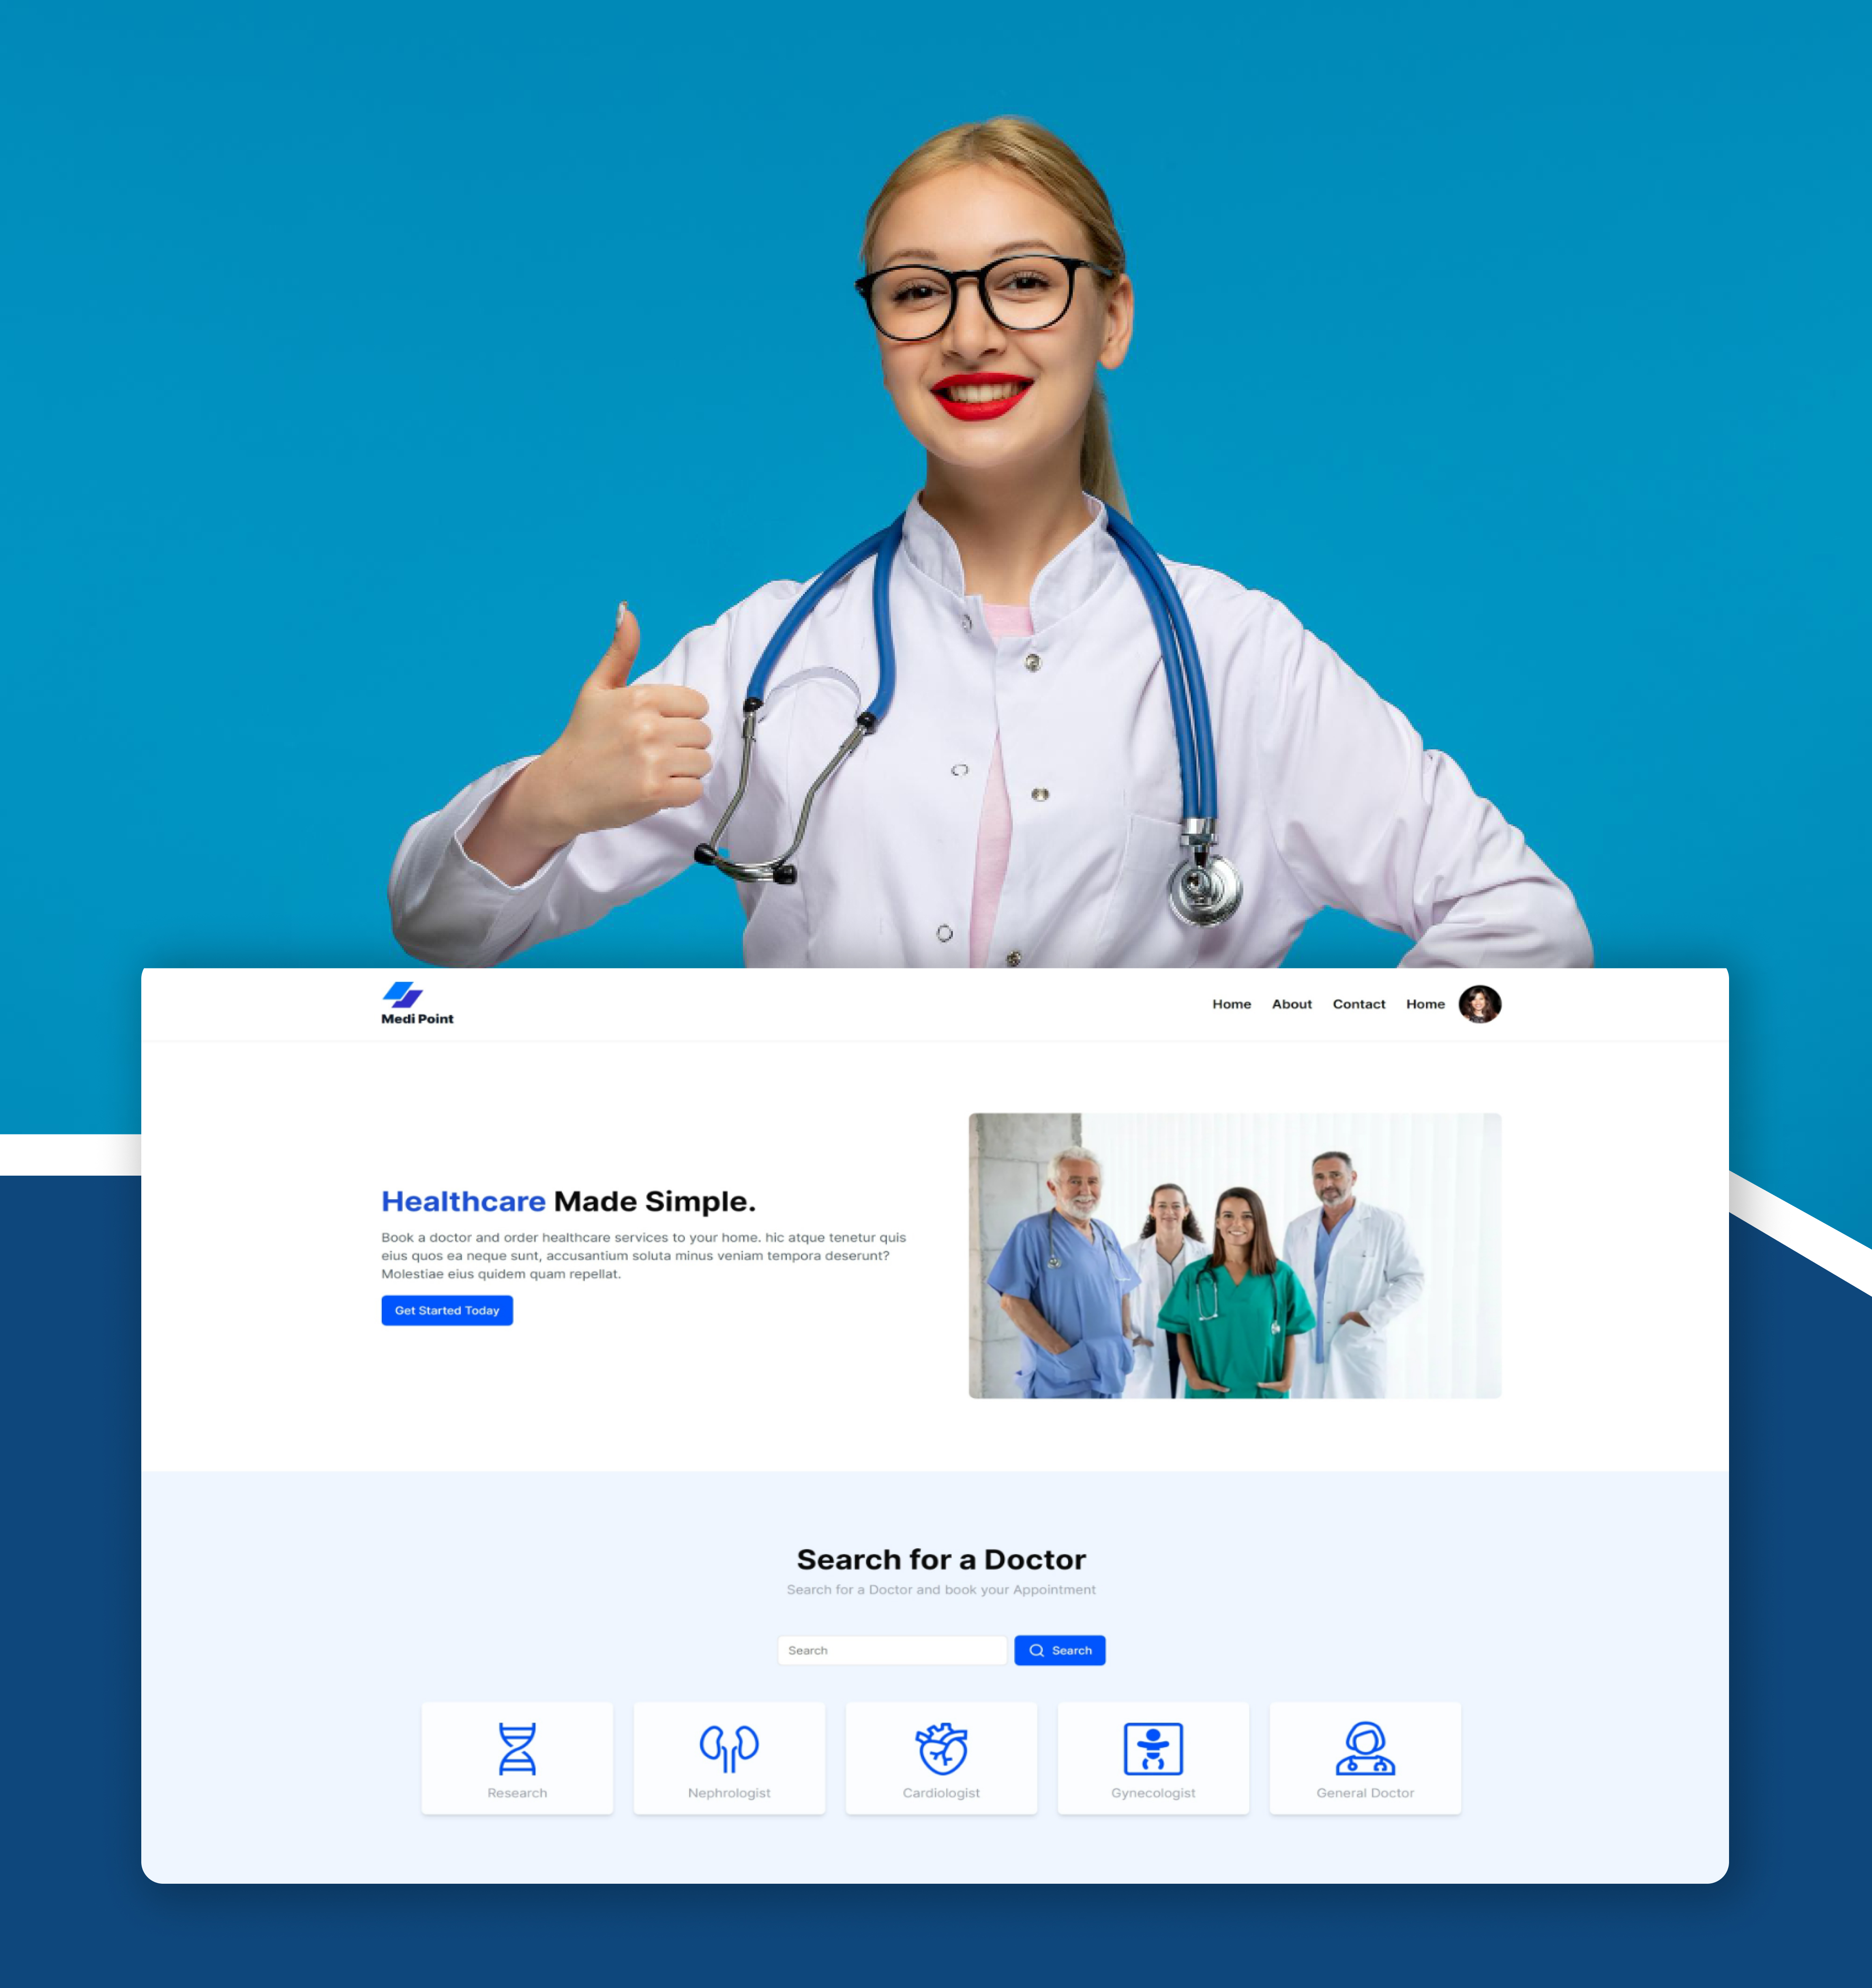 Medi Point
Home About Contact Home
Healthcare Made Simple.
Book a doctor and order healthcare services to your home. hic atque tenetur quis
eius quos ea neque sunt, accusantium soluta minus veniam tempora deserunt?
Molestiae eius quidem quam repellat.
Get Started Today
Search for a Doctor
Search for a Doctor and book your Appointment
Search Search
Research Nephrologist Cardiologist Gynecologist General Doctor